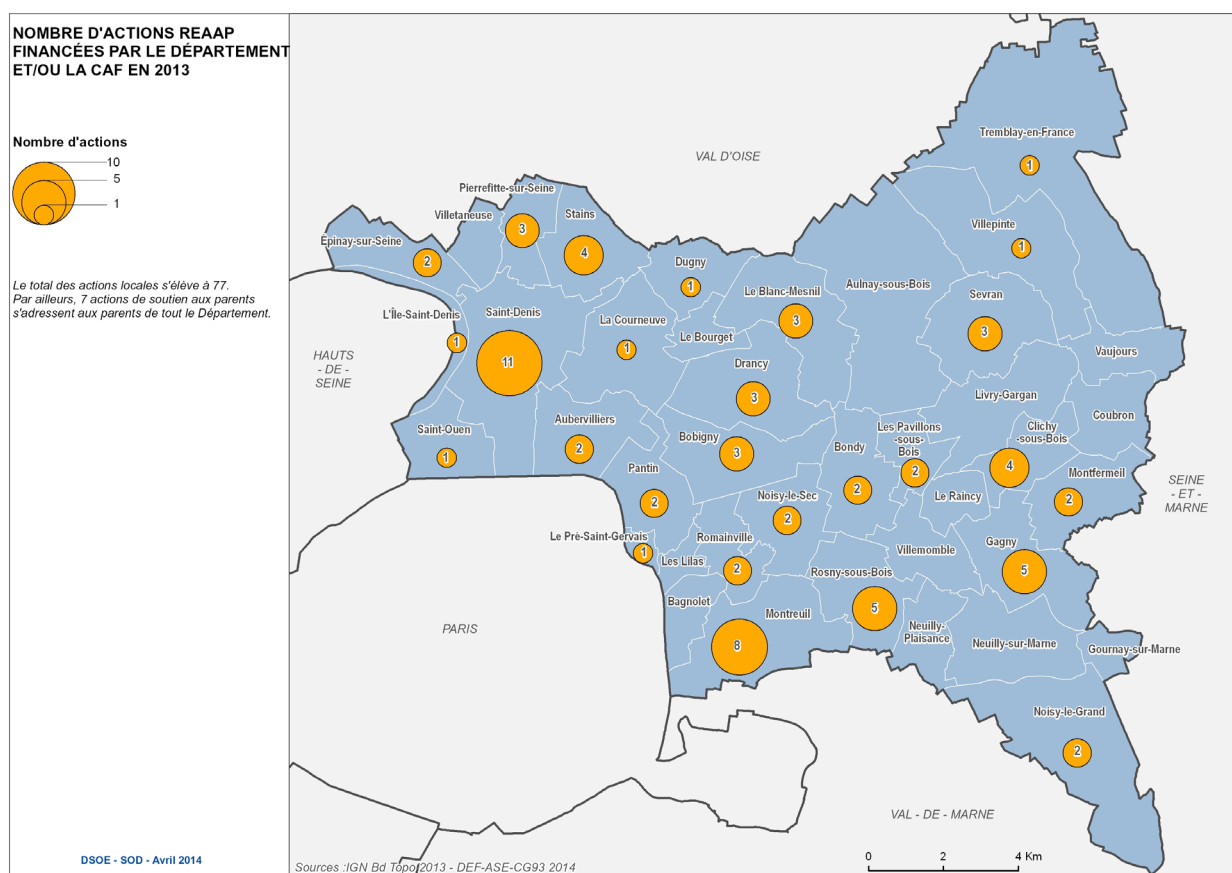 NOMBRE D'ACTIONS REAAP
FINANCÉES PAR LE DÉPARTEMENT
ET/OU LA CAF EN 2013
Nombre d'actions
10
5
1
Le total des actions locales s'élève à 77.
Par ailleurs, 7 actions de soutien aux parents
s'adressent aux parents de tout le Département.
DSOE - SOD - Avril 2014
VAL D'OISE
Tremblay-en-France
1
Pierrefitte-sur-Seine
Villetaneuse
Stains
3
4
Épinay-sur-Seine
2
Villepinte
1
Dugny
1
Le Blanc-Mesnil
3
Aulnay-sous-Bois
Sevran
3
L'Île-Saint-Denis
1
Saint-Denis
11
La Courneuve
1
Le Bourget
Drancy
3
Vaujours
HAUTS
- DE -
SEINE
Livry-Gargan
Coubron
Saint-Ouen
1
Aubervilliers
2
Bobigny
3
Bondy
2
Les Pavillons
-sous-
Bois
2
Clichy
-sous-Bois
4
Pantin
2
Noisy-le-Sec
2
Le Raincy
Montfermeil
2
SEINE
- ET -
MARNE
Le Pré-Saint-Gervais
1
Les Lilas
Romainville
2
Villemomble
Gagny
5
Rosny-sous-Bois
5
Bagnolet
Montreuil
8
Neuilly-
Plaisance
Neuilly-sur-Marne
Gournay-sur-Marne
PARIS
Noisy-le-Grand
2
VAL - DE - MARNE
Sources :IGN Bd Topo 2013 - DEF-ASE-CG93 2014
0 2 4 Km